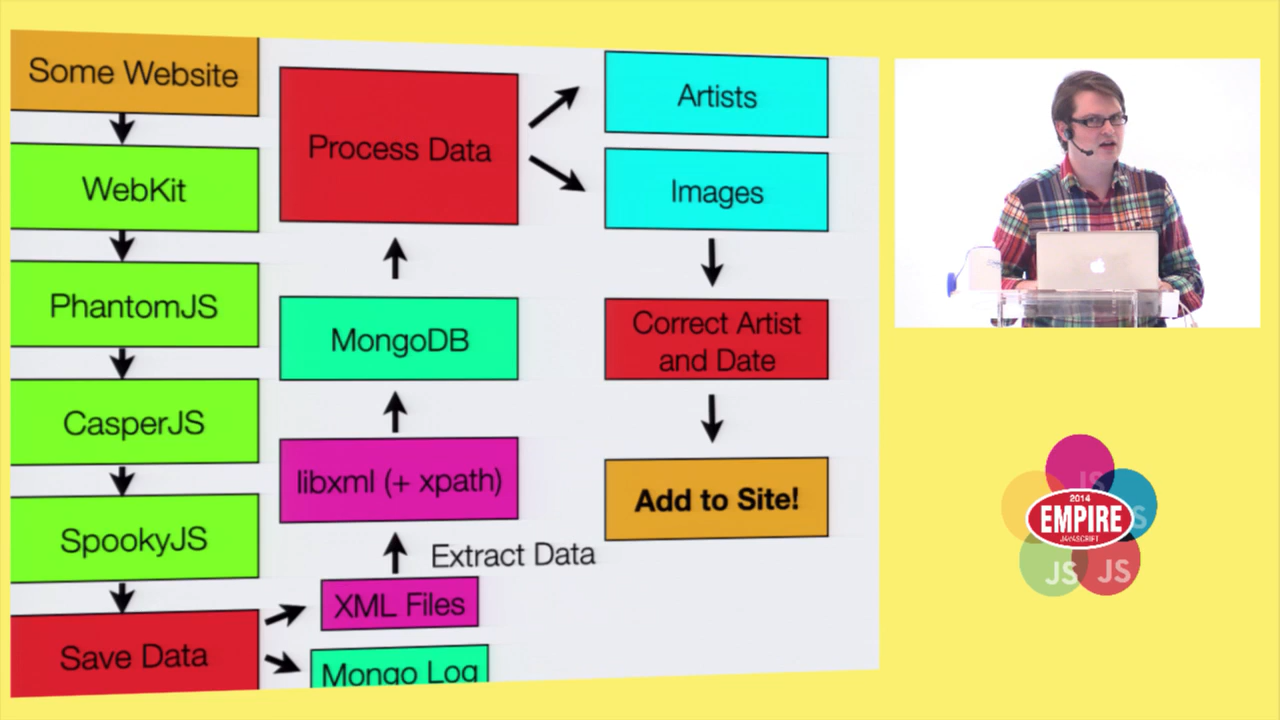 Some Website
WebKit
PhantomJS
CasperJS
SpookyJS
Save Data
Process Data
MongoDB
libxml (+ xpath)
Extract Data
XML Files
Mongo Log
Artists
Images
Correct Artist
and Date
Add to Site!
JS
2014
EMPIRE
JAVASCRIPT
S
JS
JS